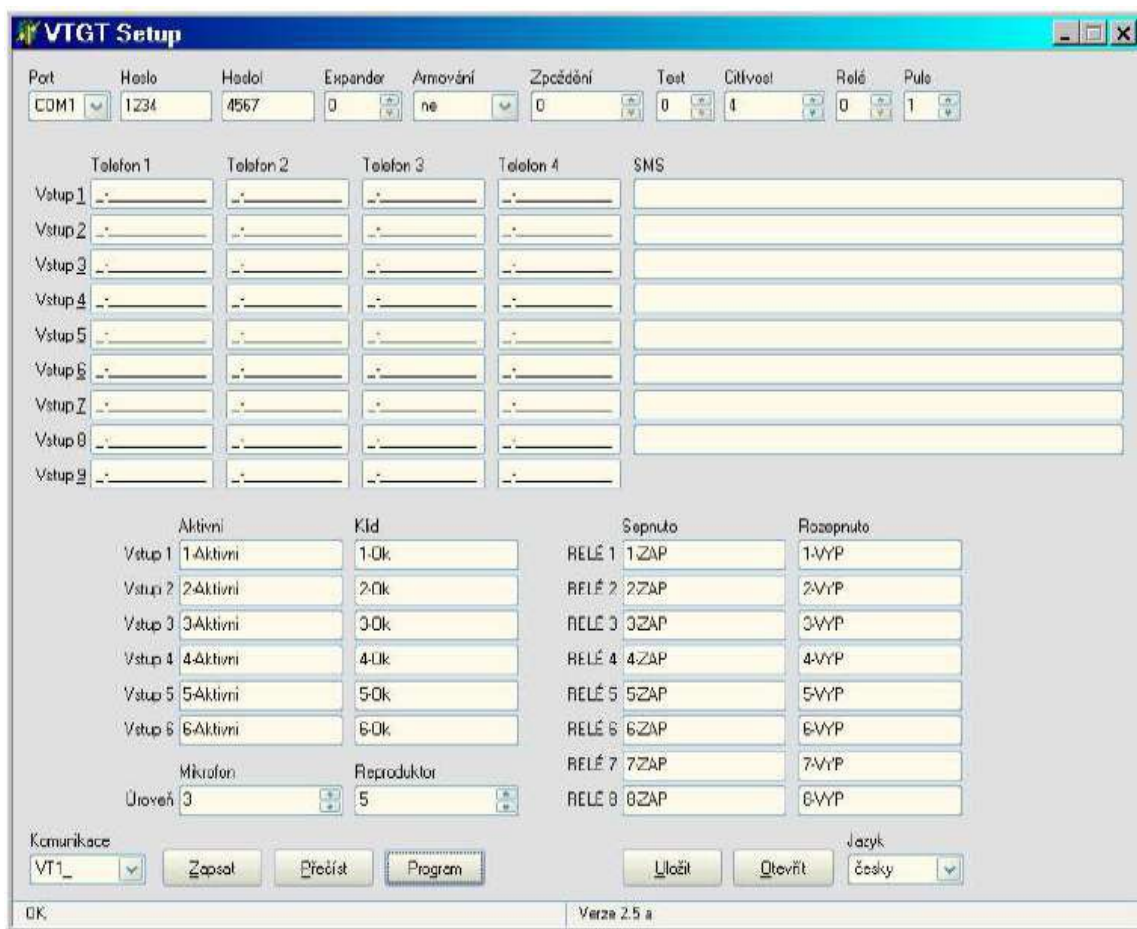 VTGT Setup
Port Heslo Heslo! Expander Armování Zpoždění Test Citlivost Relé Puls
COM1 1234 4567 0 ne 0 0 4 0 1
Telefon 1 Telefon 2 Telefon 3 Telefon 4 SMS
Vstup 1 _-
Vstup 2 _-
Vstup 3 _-
Vstup 4 _-
Vstup 5 _-
Vstup 6 _-
Vstup 7 _-
Vstup 8 _-
Vstup 9 _-
Aktivní Klid Sepnuto Rozepnuto
Vstup 1 1-Aktivni 1-Ok RELÉ 1 1-ZAP 1-VYP
Vstup 2 2-Aktivni 2-Ok RELÉ 2 2-ZAP 2-VYP
Vstup 3 3-Aktivni 3-Ok RELÉ 3 3-ZAP 3-VYP
Vstup 4 4-Aktivni 4-Ok RELÉ 4 4-ZAP 4-VYP
Vstup 5 5-Aktivni 5-Ok RELÉ 5 5-ZAP 5-VYP
Vstup 6 6-Aktivni 6-Ok RELÉ 6 6-ZAP 6-VYP
Mikrofon Reproduktor RELÉ 7 7-ZAP 7-VYP
Úroveň 3 5 RELÉ 8 8-ZAP 8-VYP
Komunikace Jazyk
VT1_ Zapsat Přečíst Program Uložit Otevřít česky
OK, Verze 2.5 a